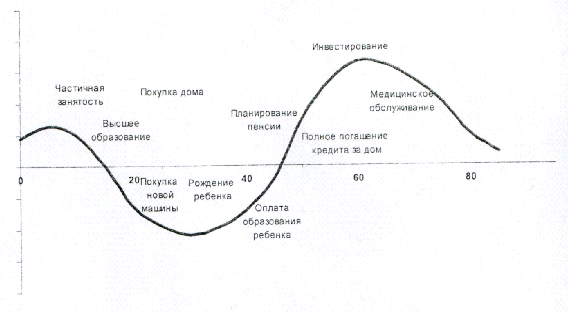 Инвестирование
Частичная
занятость
Покупка дома
Медицинское
обслуживание
Планирование
пенсии
Высшее
образование
Полное погашение
кредита за дом
0
20
40
60
80
Покупка
новой
машины
Рождение
ребенка
Оплата
образования
ребенка